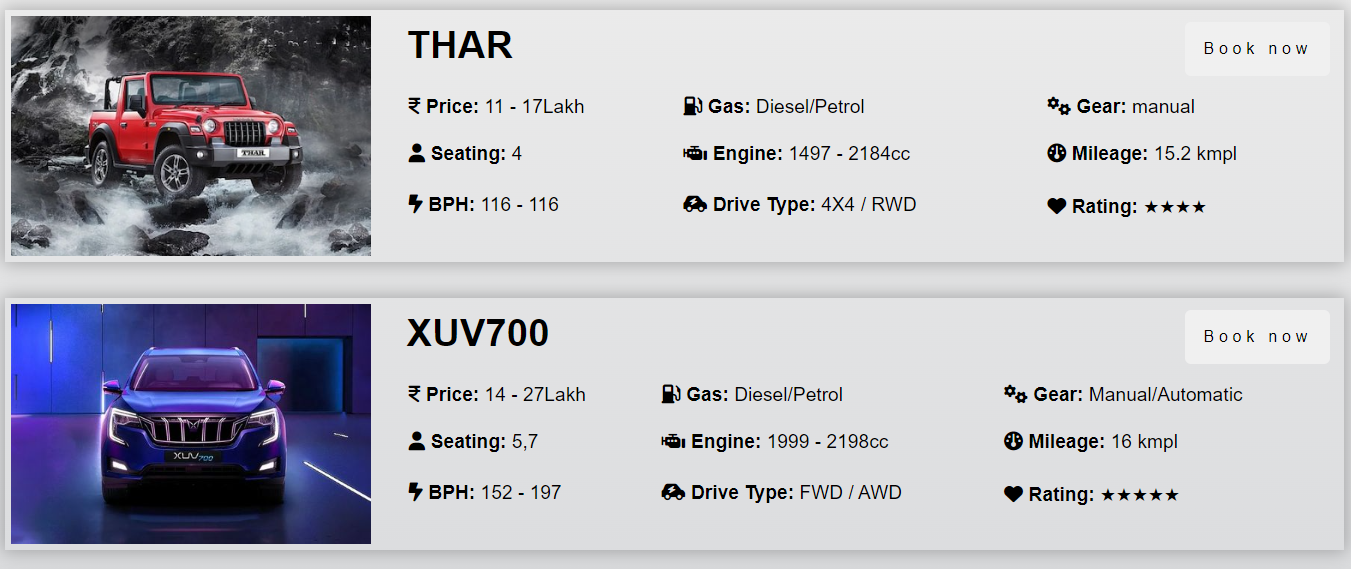 THAR
Book now
Price: 11 - 17Lakh
Gas: Diesel/Petrol
Gear: manual
Seating: 4
Engine: 1497 - 2184cc
Mileage: 15.2 kmpl
BPH: 116 - 116
Drive Type: 4X4 / RWD
Rating: ★★★★
THAR
XUV700
Book now
Price: 14 - 27Lakh
Gas: Diesel/Petrol
Gear: Manual/Automatic
Seating: 5,7
Engine: 1999 - 2198cc
Mileage: 16 kmpl
BPH: 152 - 197
Drive Type: FWD / AWD
Rating: ★★★★★
XUV700